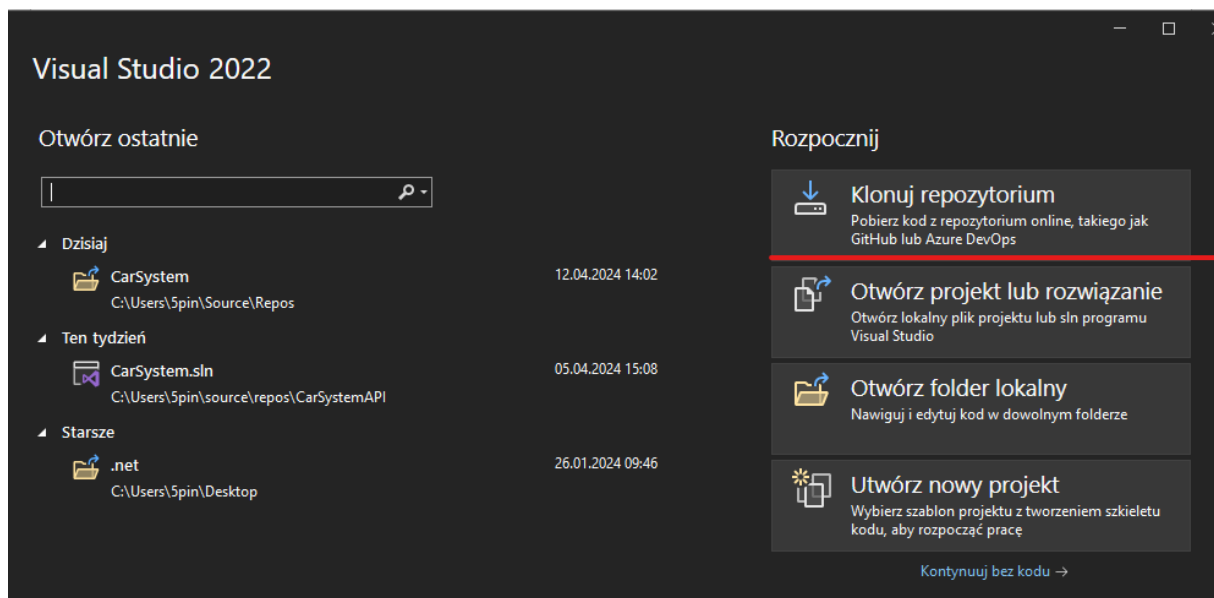 Visual Studio 2022
Otwórz ostatnie
Dzisiaj
CarSystem 12.04.2024 14:02
C:\Users\5pin\Source\Repos
Ten tydzień
CarSystem.sln 05.04.2024 15:08
C:\Users\5pin\source\repos\CarSystemAPI
Starsze
.net 26.01.2024 09:46
C:\Users\5pin\Desktop
Rozpocznij
Klonuj repozytorium
Pobierz kod z repozytorium online, takiego jak
GitHub lub Azure DevOps
Otwórz projekt lub rozwiązanie
Otwórz lokalny plik projektu lub sln programu
Visual Studio
Otwórz folder lokalny
Nawiguj i edytuj kod w dowolnym folderze
Utwórz nowy projekt
Wybierz szablon projektu z tworzeniem szkieletu
kodu, aby rozpocząć pracę
Kontynuuj bez kodu →